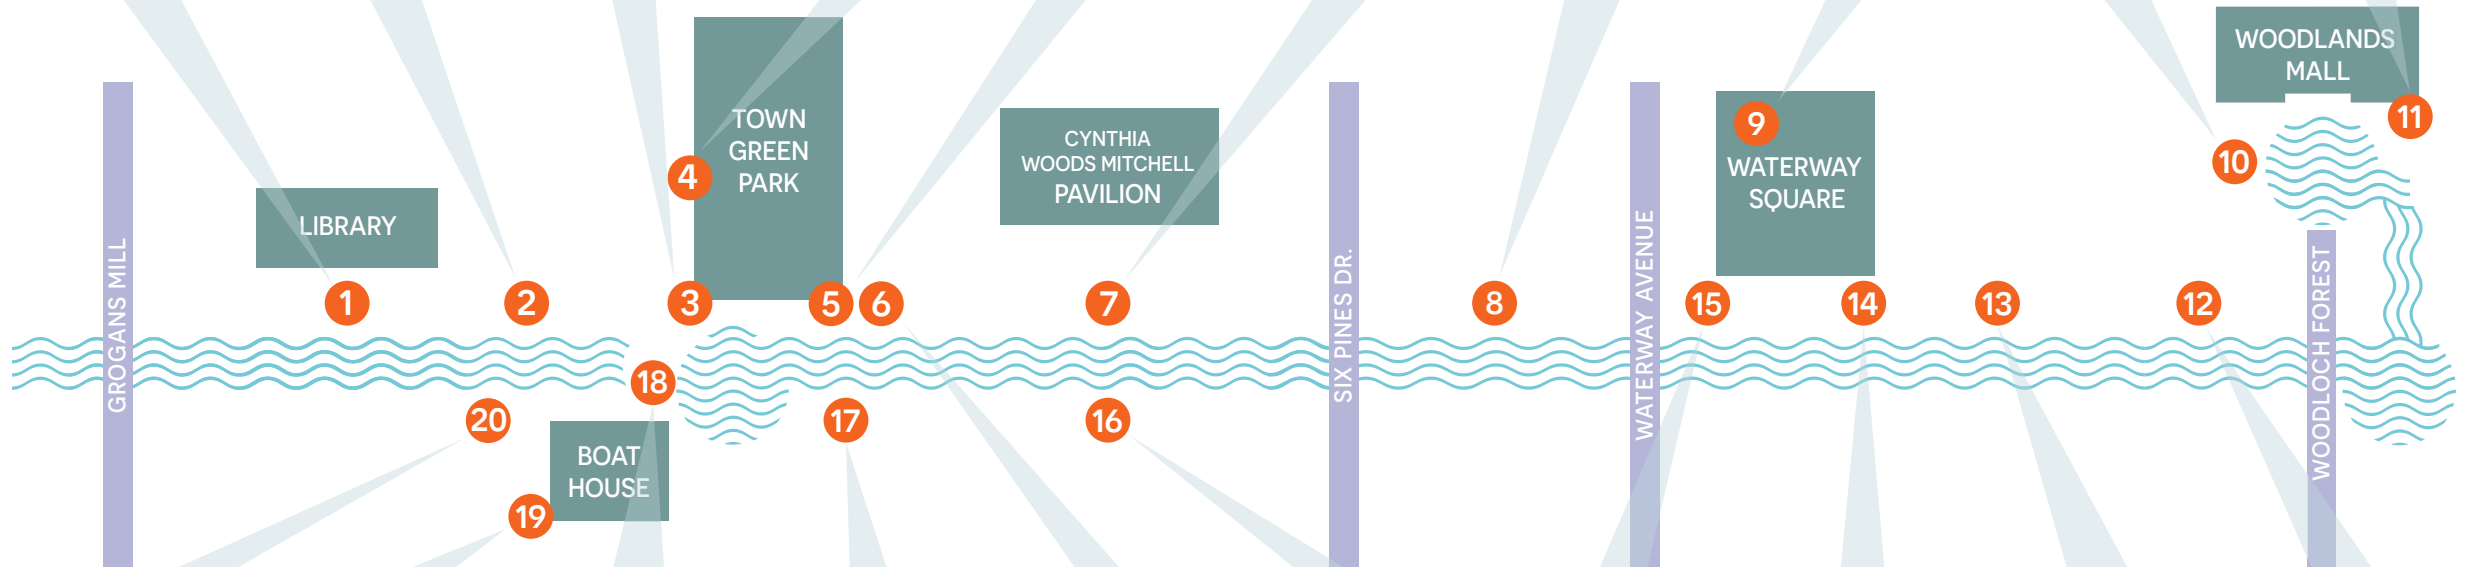 GROGANS MILL
LIBRARY
1
2
3
4
TOWN
GREEN
PARK
5
6
CYNTHIA
WOODS MITCHELL
PAVILION
7
SIX PINES DR.
8
WATERWAY AVENUE
9
WATERWAY
SQUARE
15
14
13
12
10
WOODLANDS
MALL
11
WOODLOCH FOREST
20
BOAT
HOUSE
19
18
17
16